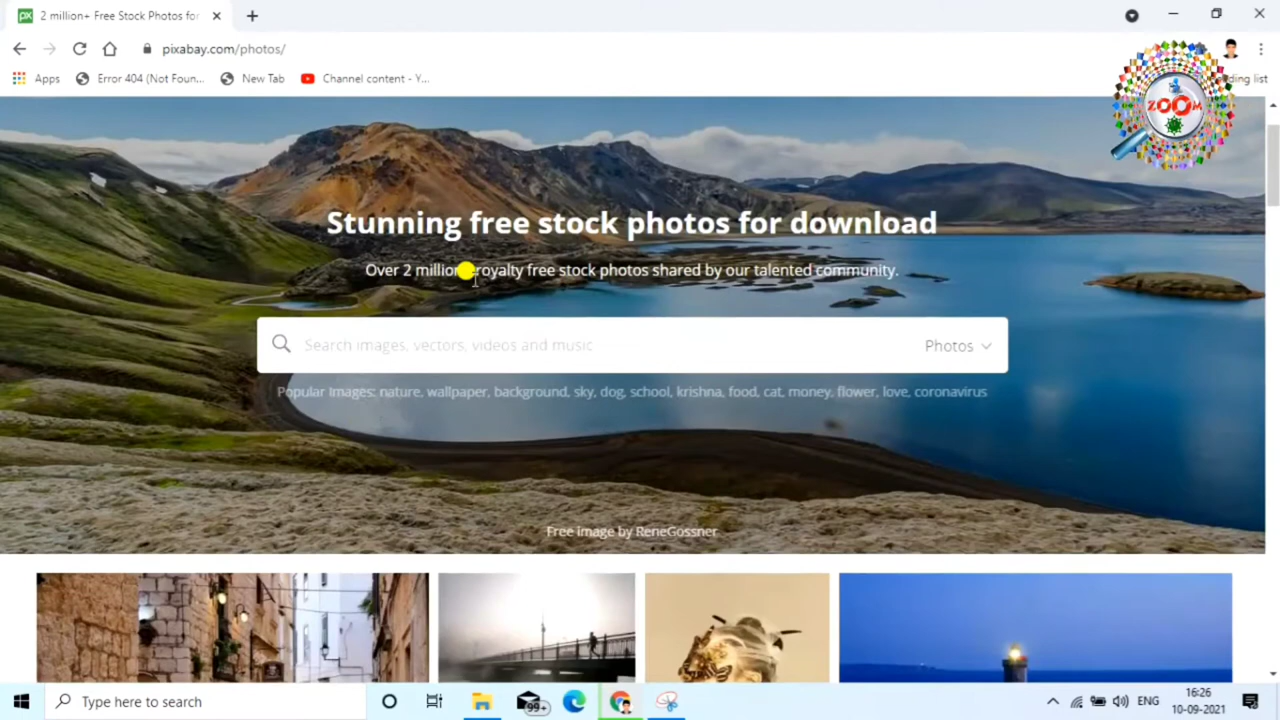 2 million+ Free Stock Photos for
pixabay.com/photos/
Apps
Error 404 (Not Foun...
New Tab
Channel content - Y...
ding list
ZOOM
Stunning free stock photos for download
Over 2 million royalty free stock photos shared by our talented community.
Search images, vectors, videos and music
Photos
Popular Images: nature, wallpaper, background, sky, dog, school, krishna, food, cat, money, flower, love, coronavirus
Free image by ReneGossner
Type here to search
99+
ENG
16:26
10-09-2021